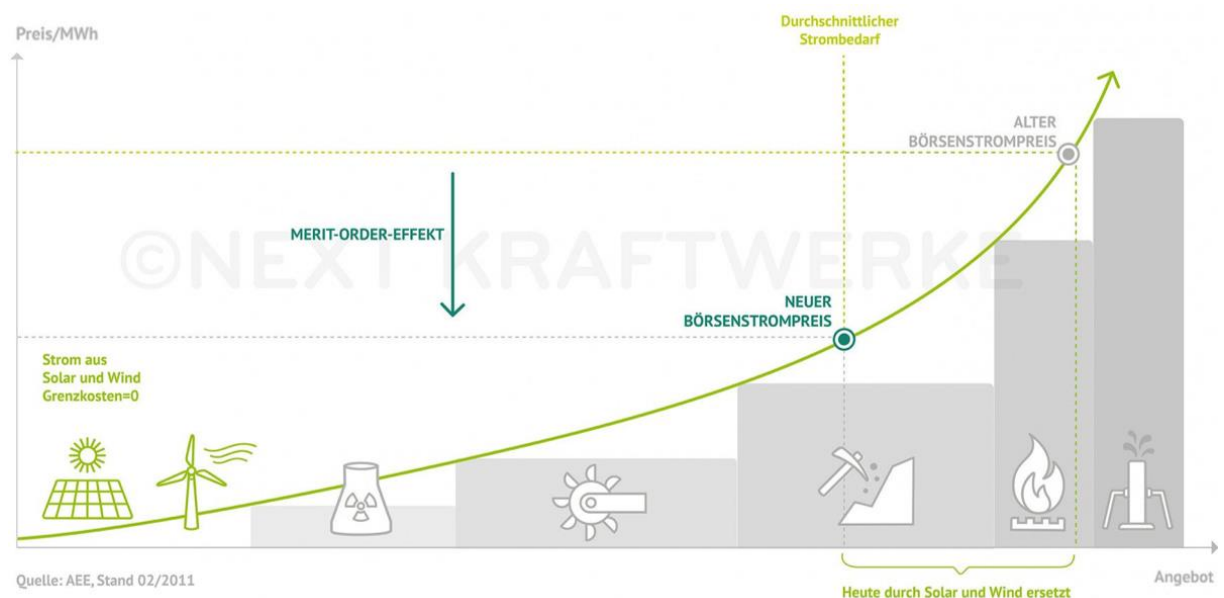 Preis/MWh
Durchschnittlicher
Strombedarf
ALTER
BÖRSENSTROMPREIS
MERIT-ORDER-EFFEKT
©NEXT KRAFTWERKE
NEUER
BÖRSENSTROMPREIS
Strom aus
Solar und Wind
Grenzkosten=0
Quelle: AEE, Stand 02/2011
Angebot
Heute durch Solar und Wind ersetzt